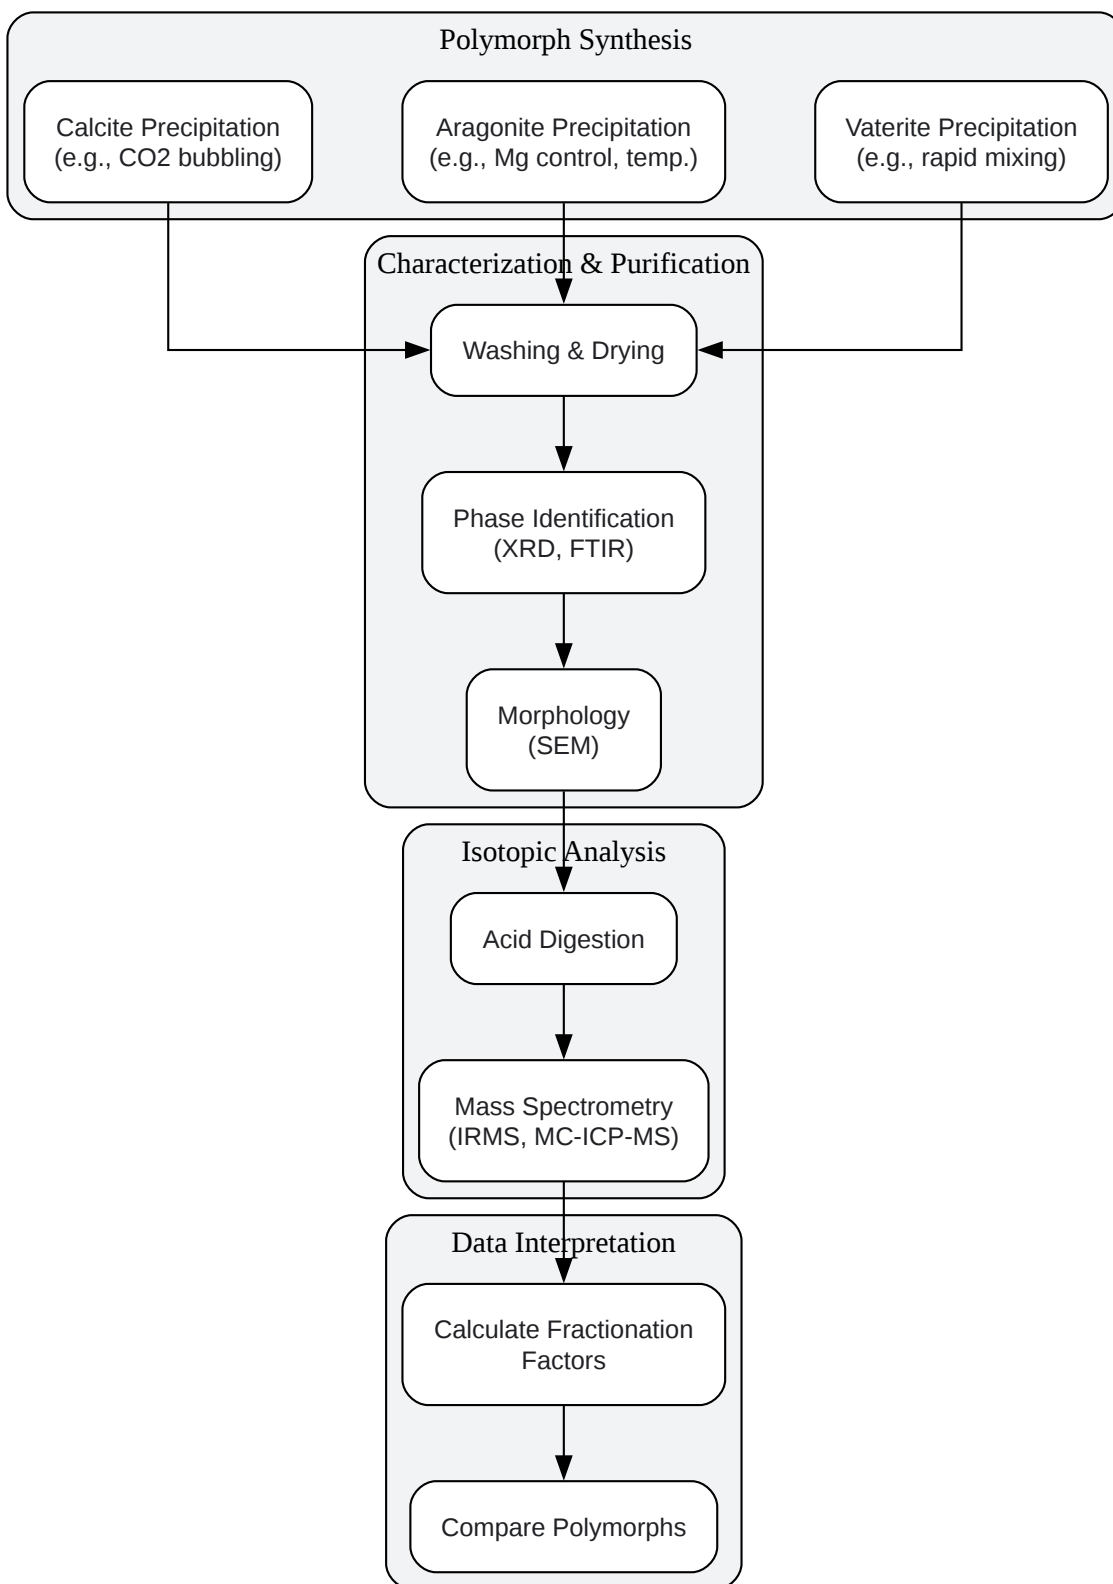 Polymorph Synthesis
Calcite Precipitation
(e.g., CO2 bubbling)
Aragonite Precipitation
(e.g., Mg control, temp.)
Vaterite Precipitation
(e.g., rapid mixing)
Characterization & Purification
Washing & Drying
Phase Identification
(XRD, FTIR)
Morphology
(SEM)
Isotopic Analysis
Acid Digestion
Mass Spectrometry
(IRMS, MC-ICP-MS)
Data Interpretation
Calculate Fractionation
Factors
Compare Polymorphs